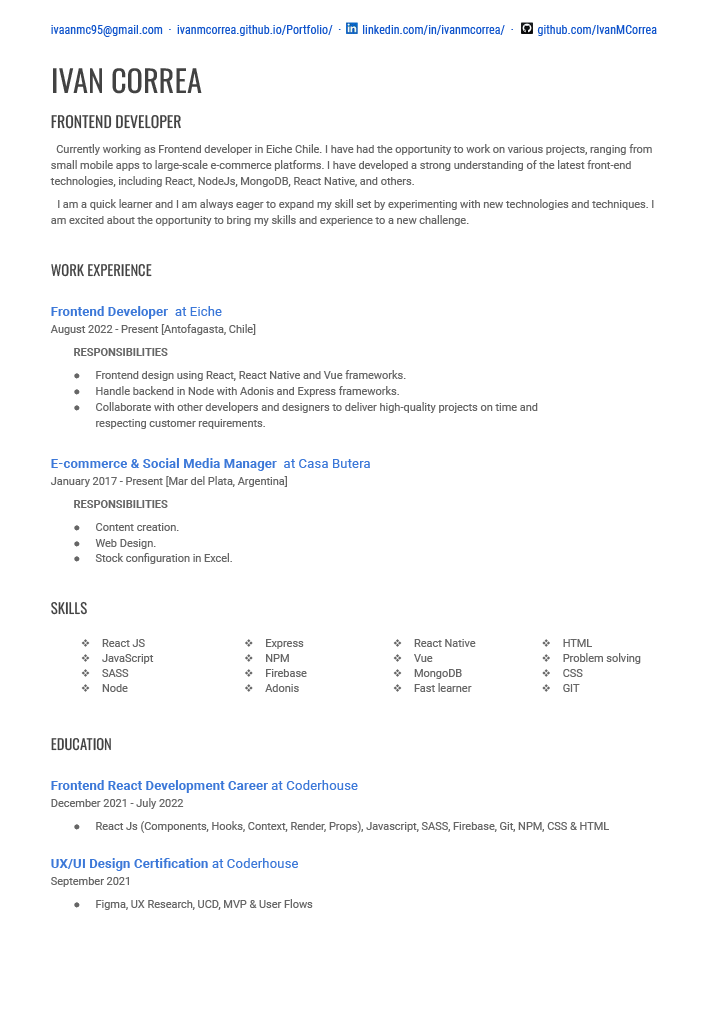 ivaanmc95@gmail.com · ivanmcorrea.github.io/Portfolio/ · linkedin.com/in/ivanmcorrea/ · github.com/IvanMCorrea
IVAN CORREA
FRONTEND DEVELOPER
Currently working as Frontend developer in Eiche Chile. I have had the opportunity to work on various projects, ranging from
small mobile apps to large-scale e-commerce platforms. I have developed a strong understanding of the latest front-end
technologies, including React, NodeJs, MongoDB, React Native, and others.
I am a quick learner and I am always eager to expand my skill set by experimenting with new technologies and techniques. I
am excited about the opportunity to bring my skills and experience to a new challenge.
WORK EXPERIENCE
Frontend Developer at Eiche
August 2022 - Present [Antofagasta, Chile]
RESPONSIBILITIES
● Frontend design using React, React Native and Vue frameworks.
● Handle backend in Node with Adonis and Express frameworks.
● Collaborate with other developers and designers to deliver high-quality projects on time and
respecting customer requirements.
E-commerce & Social Media Manager at Casa Butera
January 2017 - Present [Mar del Plata, Argentina]
RESPONSIBILITIES
● Content creation.
● Web Design.
● Stock configuration in Excel.
SKILLS
❖ React JS ❖ Express ❖ React Native ❖ HTML
❖ JavaScript ❖ NPM ❖ Vue ❖ Problem solving
❖ SASS ❖ Firebase ❖ MongoDB ❖ CSS
❖ Node ❖ Adonis ❖ Fast learner ❖ GIT
EDUCATION
Frontend React Development Career at Coderhouse
December 2021 - July 2022
● React Js (Components, Hooks, Context, Render, Props), Javascript, SASS, Firebase, Git, NPM, CSS & HTML
UX/UI Design Certification at Coderhouse
September 2021
● Figma, UX Research, UCD, MVP & User Flows